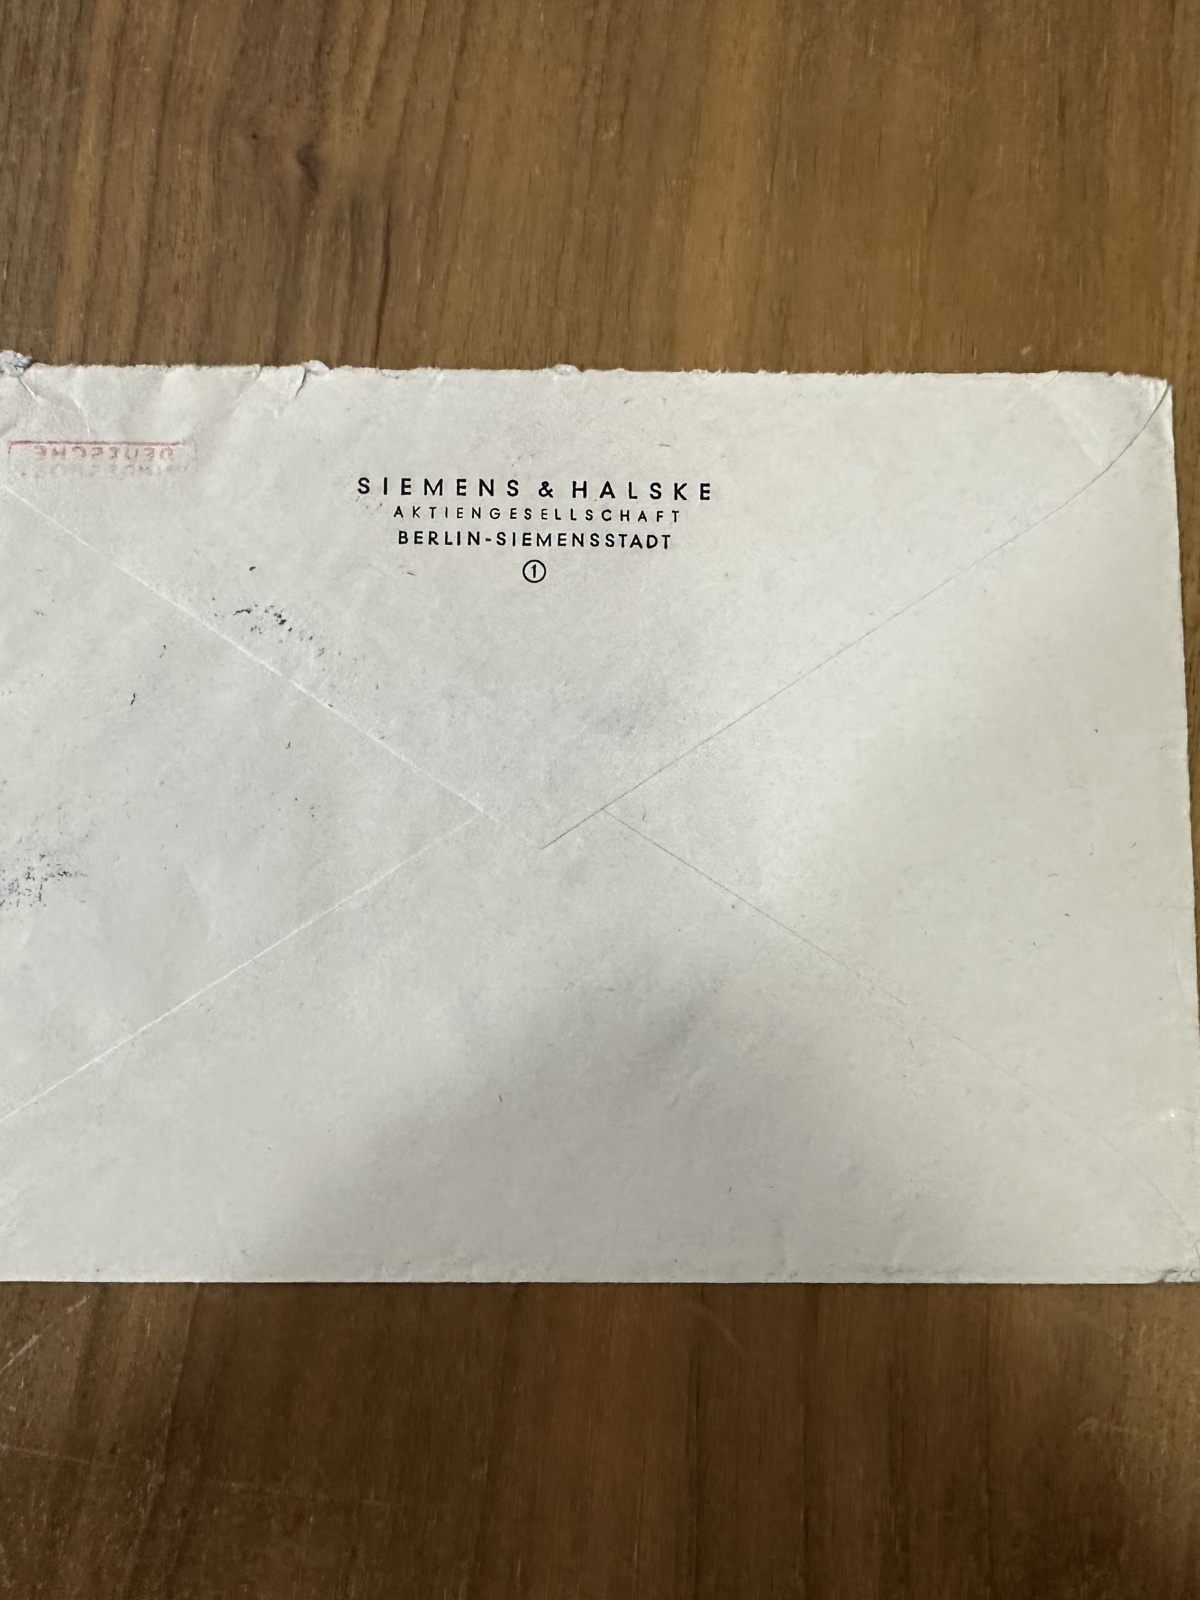 SIEMENS & HALSKE
AKTIENGESELLSCHAFT
BERLIN-SIEMENSSTADT
①